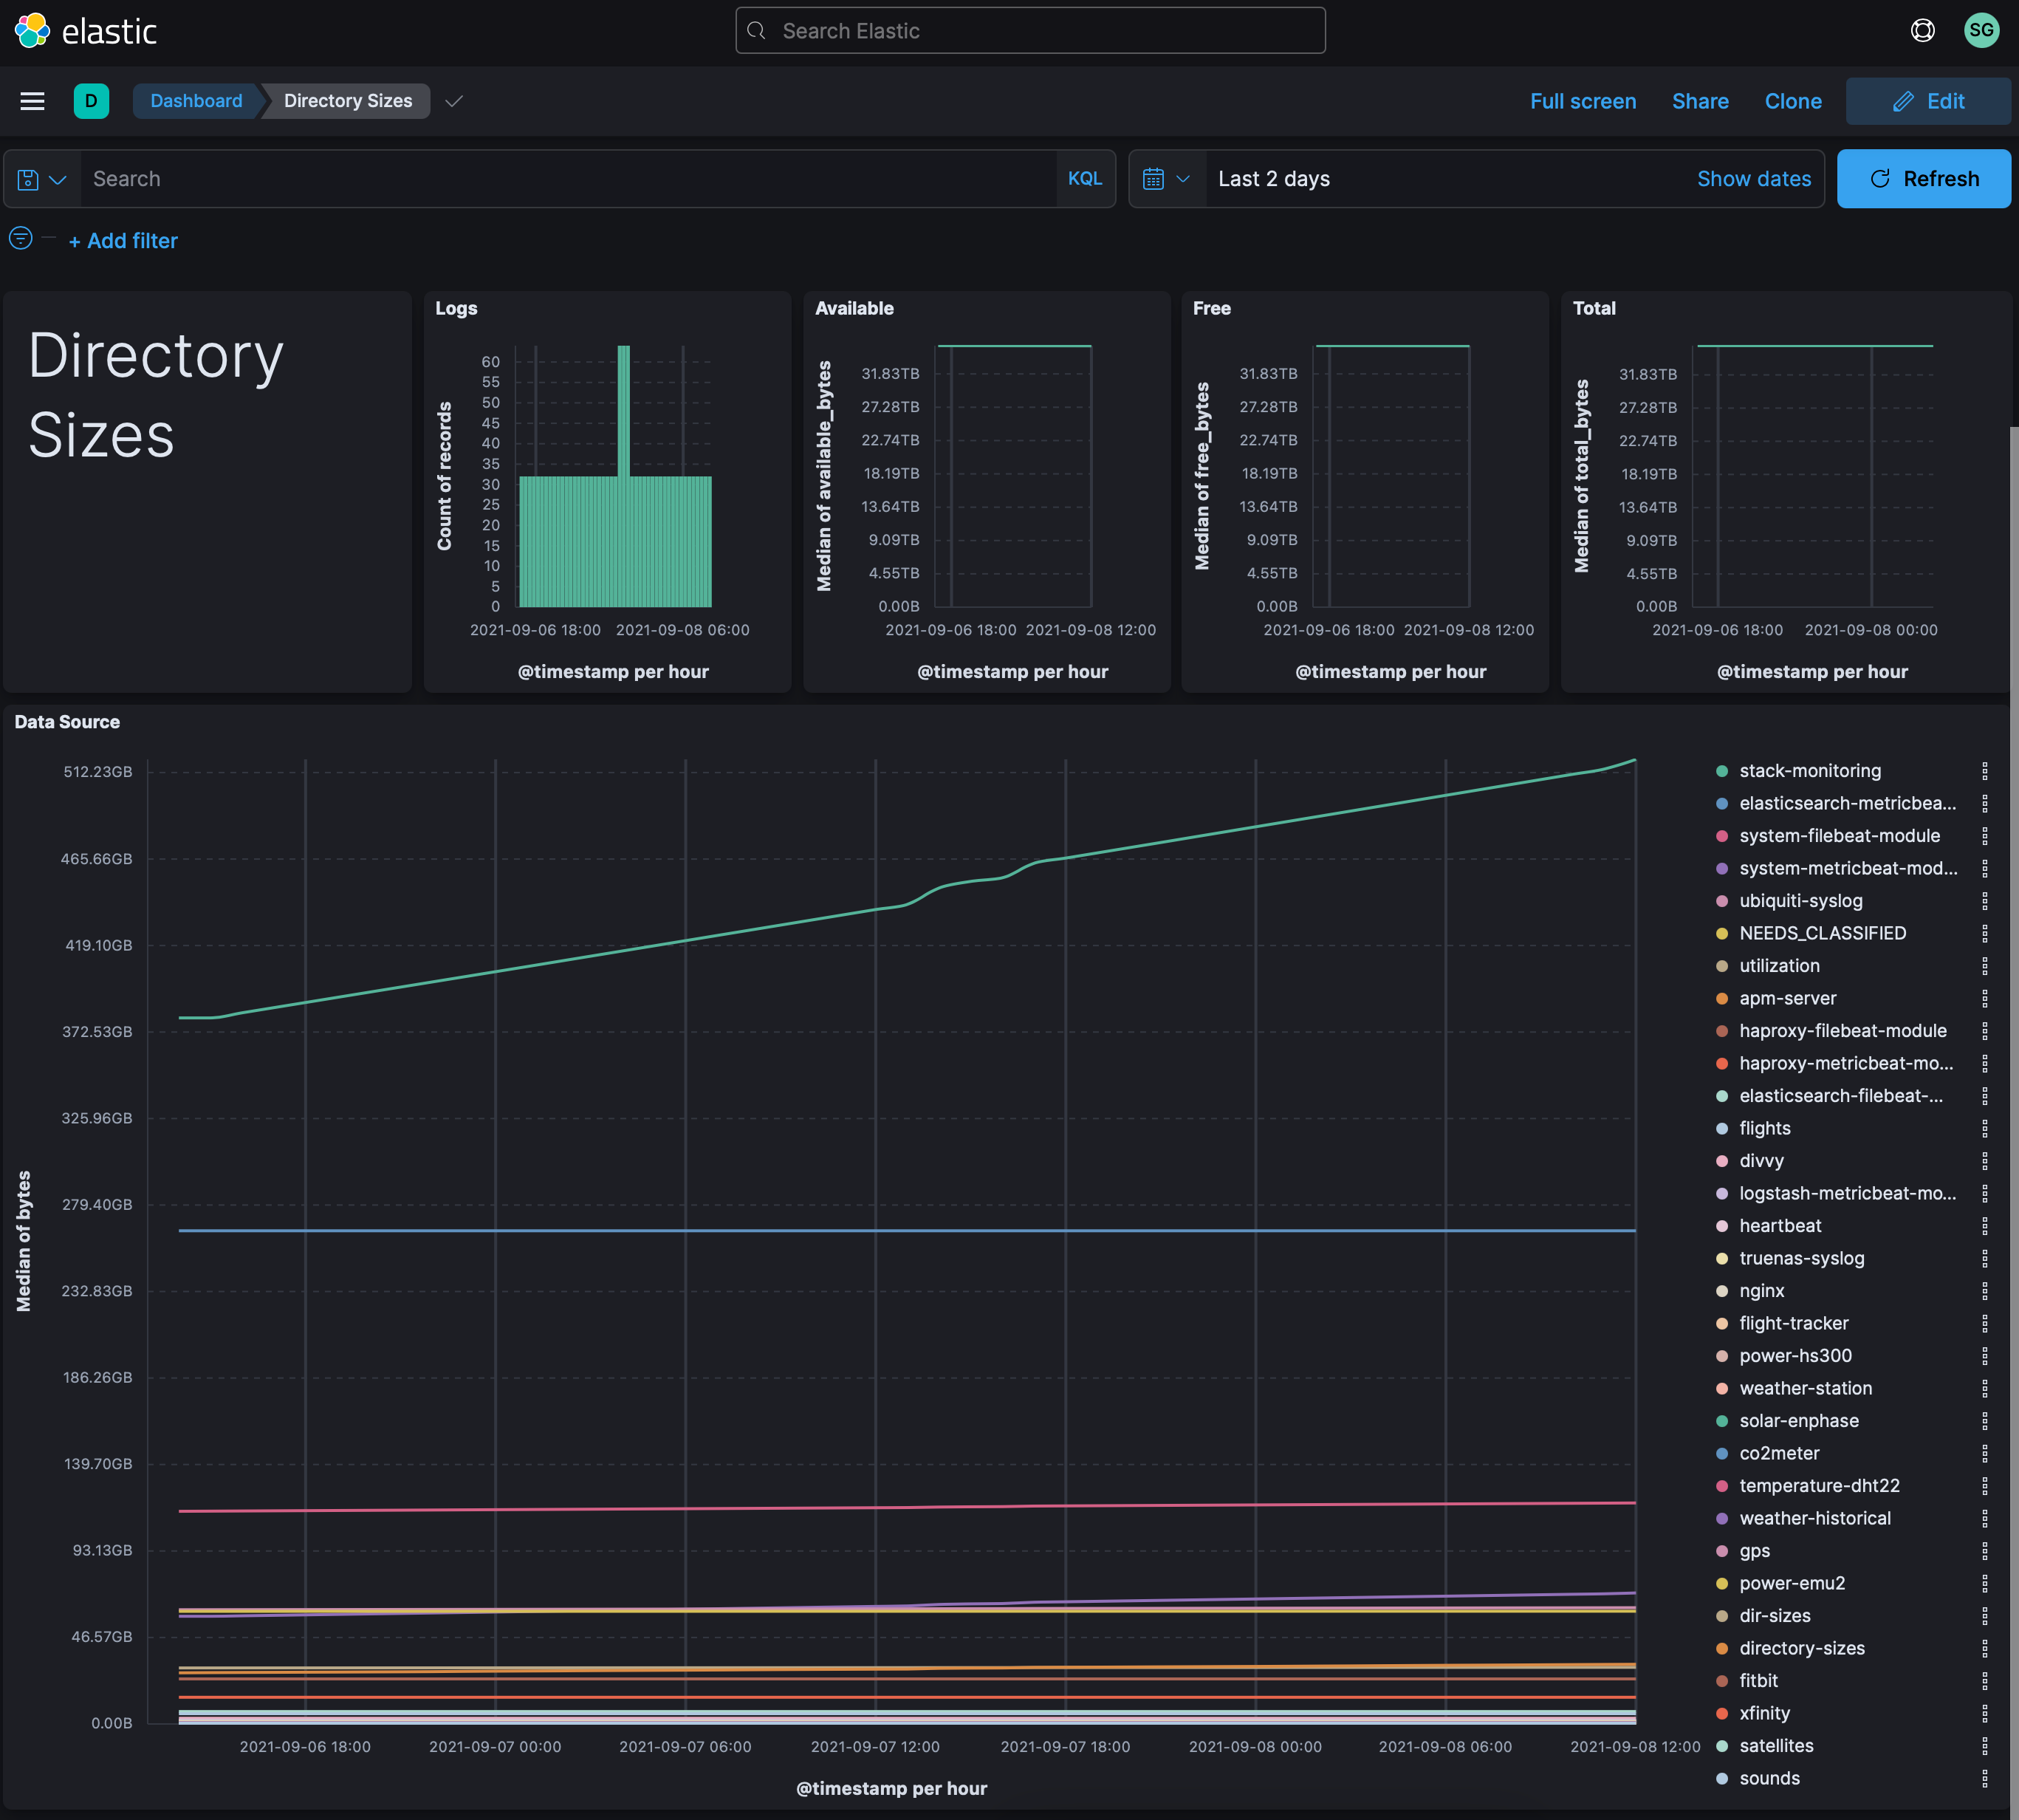 elastic
Search Elastic
SG
D
Dashboard
Directory Sizes
Full screen
Share
Clone
Edit
Search
KQL
Last 2 days
Show dates
Refresh
+ Add filter
Directory
Sizes
Logs
Count of records
60
55
50
45
40
35
30
25
20
15
10
5
0
2021-09-06 18:00
2021-09-08 06:00
@timestamp per hour
Available
Median of available_bytes
31.83TB
27.28TB
22.74TB
18.19TB
13.64TB
9.09TB
4.55TB
0.00B
2021-09-06 18:00
2021-09-08 12:00
@timestamp per hour
Free
Median of free_bytes
31.83TB
27.28TB
22.74TB
18.19TB
13.64TB
9.09TB
4.55TB
0.00B
2021-09-06 18:00
2021-09-08 12:00
@timestamp per hour
Total
Median of total_bytes
31.83TB
27.28TB
22.74TB
18.19TB
13.64TB
9.09TB
4.55TB
0.00B
2021-09-06 18:00
2021-09-08 00:00
@timestamp per hour
Data Source
Median of bytes
512.23GB
465.66GB
419.10GB
372.53GB
325.96GB
279.40GB
232.83GB
186.26GB
139.70GB
93.13GB
46.57GB
0.00B
2021-09-06 18:00
2021-09-07 00:00
2021-09-07 06:00
2021-09-07 12:00
2021-09-07 18:00
2021-09-08 00:00
2021-09-08 06:00
2021-09-08 12:00
@timestamp per hour
stack-monitoring
elasticsearch-metricbea...
system-filebeat-module
system-metricbeat-mod...
ubiquiti-syslog
NEEDS_CLASSIFIED
utilization
apm-server
haproxy-filebeat-module
haproxy-metricbeat-mo...
elasticsearch-filebeat-...
flights
divvy
logstash-metricbeat-mo...
heartbeat
truenas-syslog
nginx
flight-tracker
power-hs300
weather-station
solar-enphase
co2meter
temperature-dht22
weather-historical
gps
power-emu2
dir-sizes
directory-sizes
fitbit
xfinity
satellites
sounds